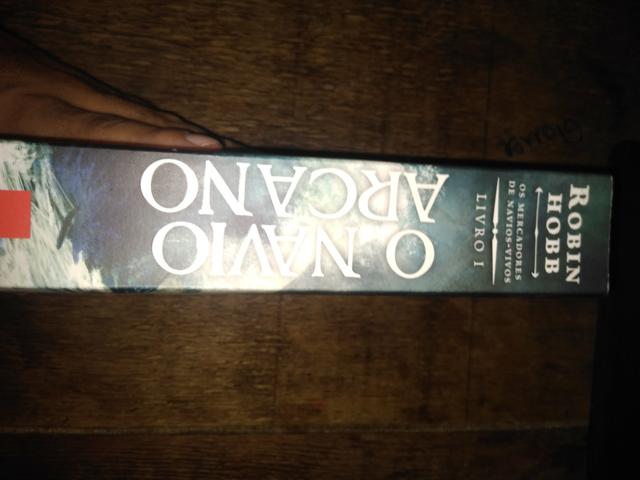 ROBIN
HOBB
OS MERCADORES
DE NAVIOS-VIVOS
LIVRO I
O NAVIO
ARCANO